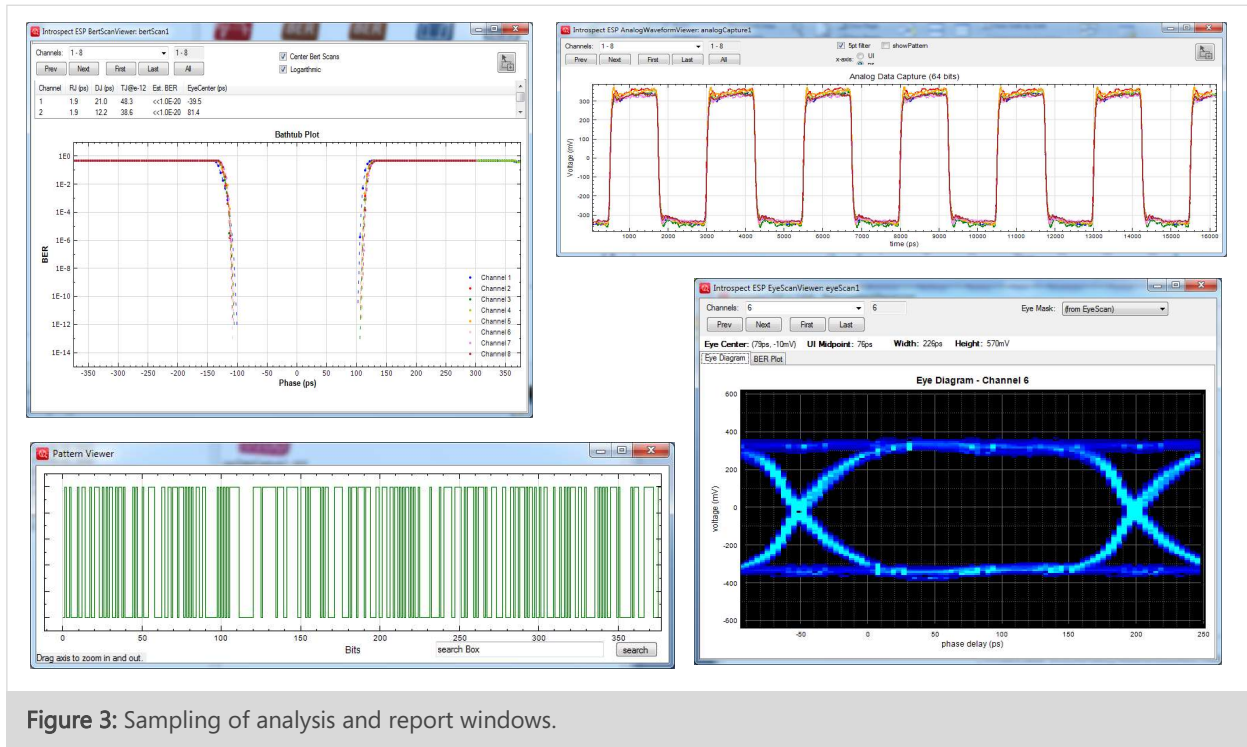 Introspect ESP BertScanViewer: bertScan1
Channels: 1 - 8 1 - 8
Prev Next First Last All
Center Bert Scans
Logarithmic
Channel RJ (ps) DJ (ps) TJ@e-12 Est. BER EyeCenter (ps)
1 1.9 21.0 48.3 <<1.0E-20 -39.5
2 1.9 12.2 38.6 <<1.0E-20 81.4
Bathtub Plot
1E0
1E-2
1E-4
1E-6
1E-8
1E-10
1E-12
1E-14
BER
Channel 1
Channel 2
Channel 3
Channel 4
Channel 5
Channel 6
Channel 7
Channel 8
-350 -300 -250 -200 -150 -100 -50 0 50 100 150 200 250 300 350
Phase (ps)
Introspect ESP AnalogWaveformViewer: analogCapture1
Channels: 1 - 8 1 - 8
Prev Next First Last All
5pt filter showPattern
x-axis: UI
ps
Analog Data Capture (64 bits)
300
200
100
0
-100
-200
-300
Voltage (mV)
1000 2000 3000 4000 5000 6000 7000 8000 9000 10000 11000 12000 13000 14000 15000 16000
time (ps)
Introspect ESP EyeScanViewer: eyeScan1
Channels: 6 6
Eye Mask: (from EyeScan)
Prev Next First Last
Eye Center: (79ps, -10mV) UI Midpoint: 76ps Width: 226ps Height: 570mV
Eye Diagram BER Plot
Eye Diagram - Channel 6
600
400
200
0
-200
-400
-600
voltage (mV)
-50 0 50 100 150 200 250
phase delay (ps)
Pattern Viewer
0 50 100 150 200 250 300 350
Bits
search Box
search
Drag axis to zoom in and out.
Figure 3: Sampling of analysis and report windows.